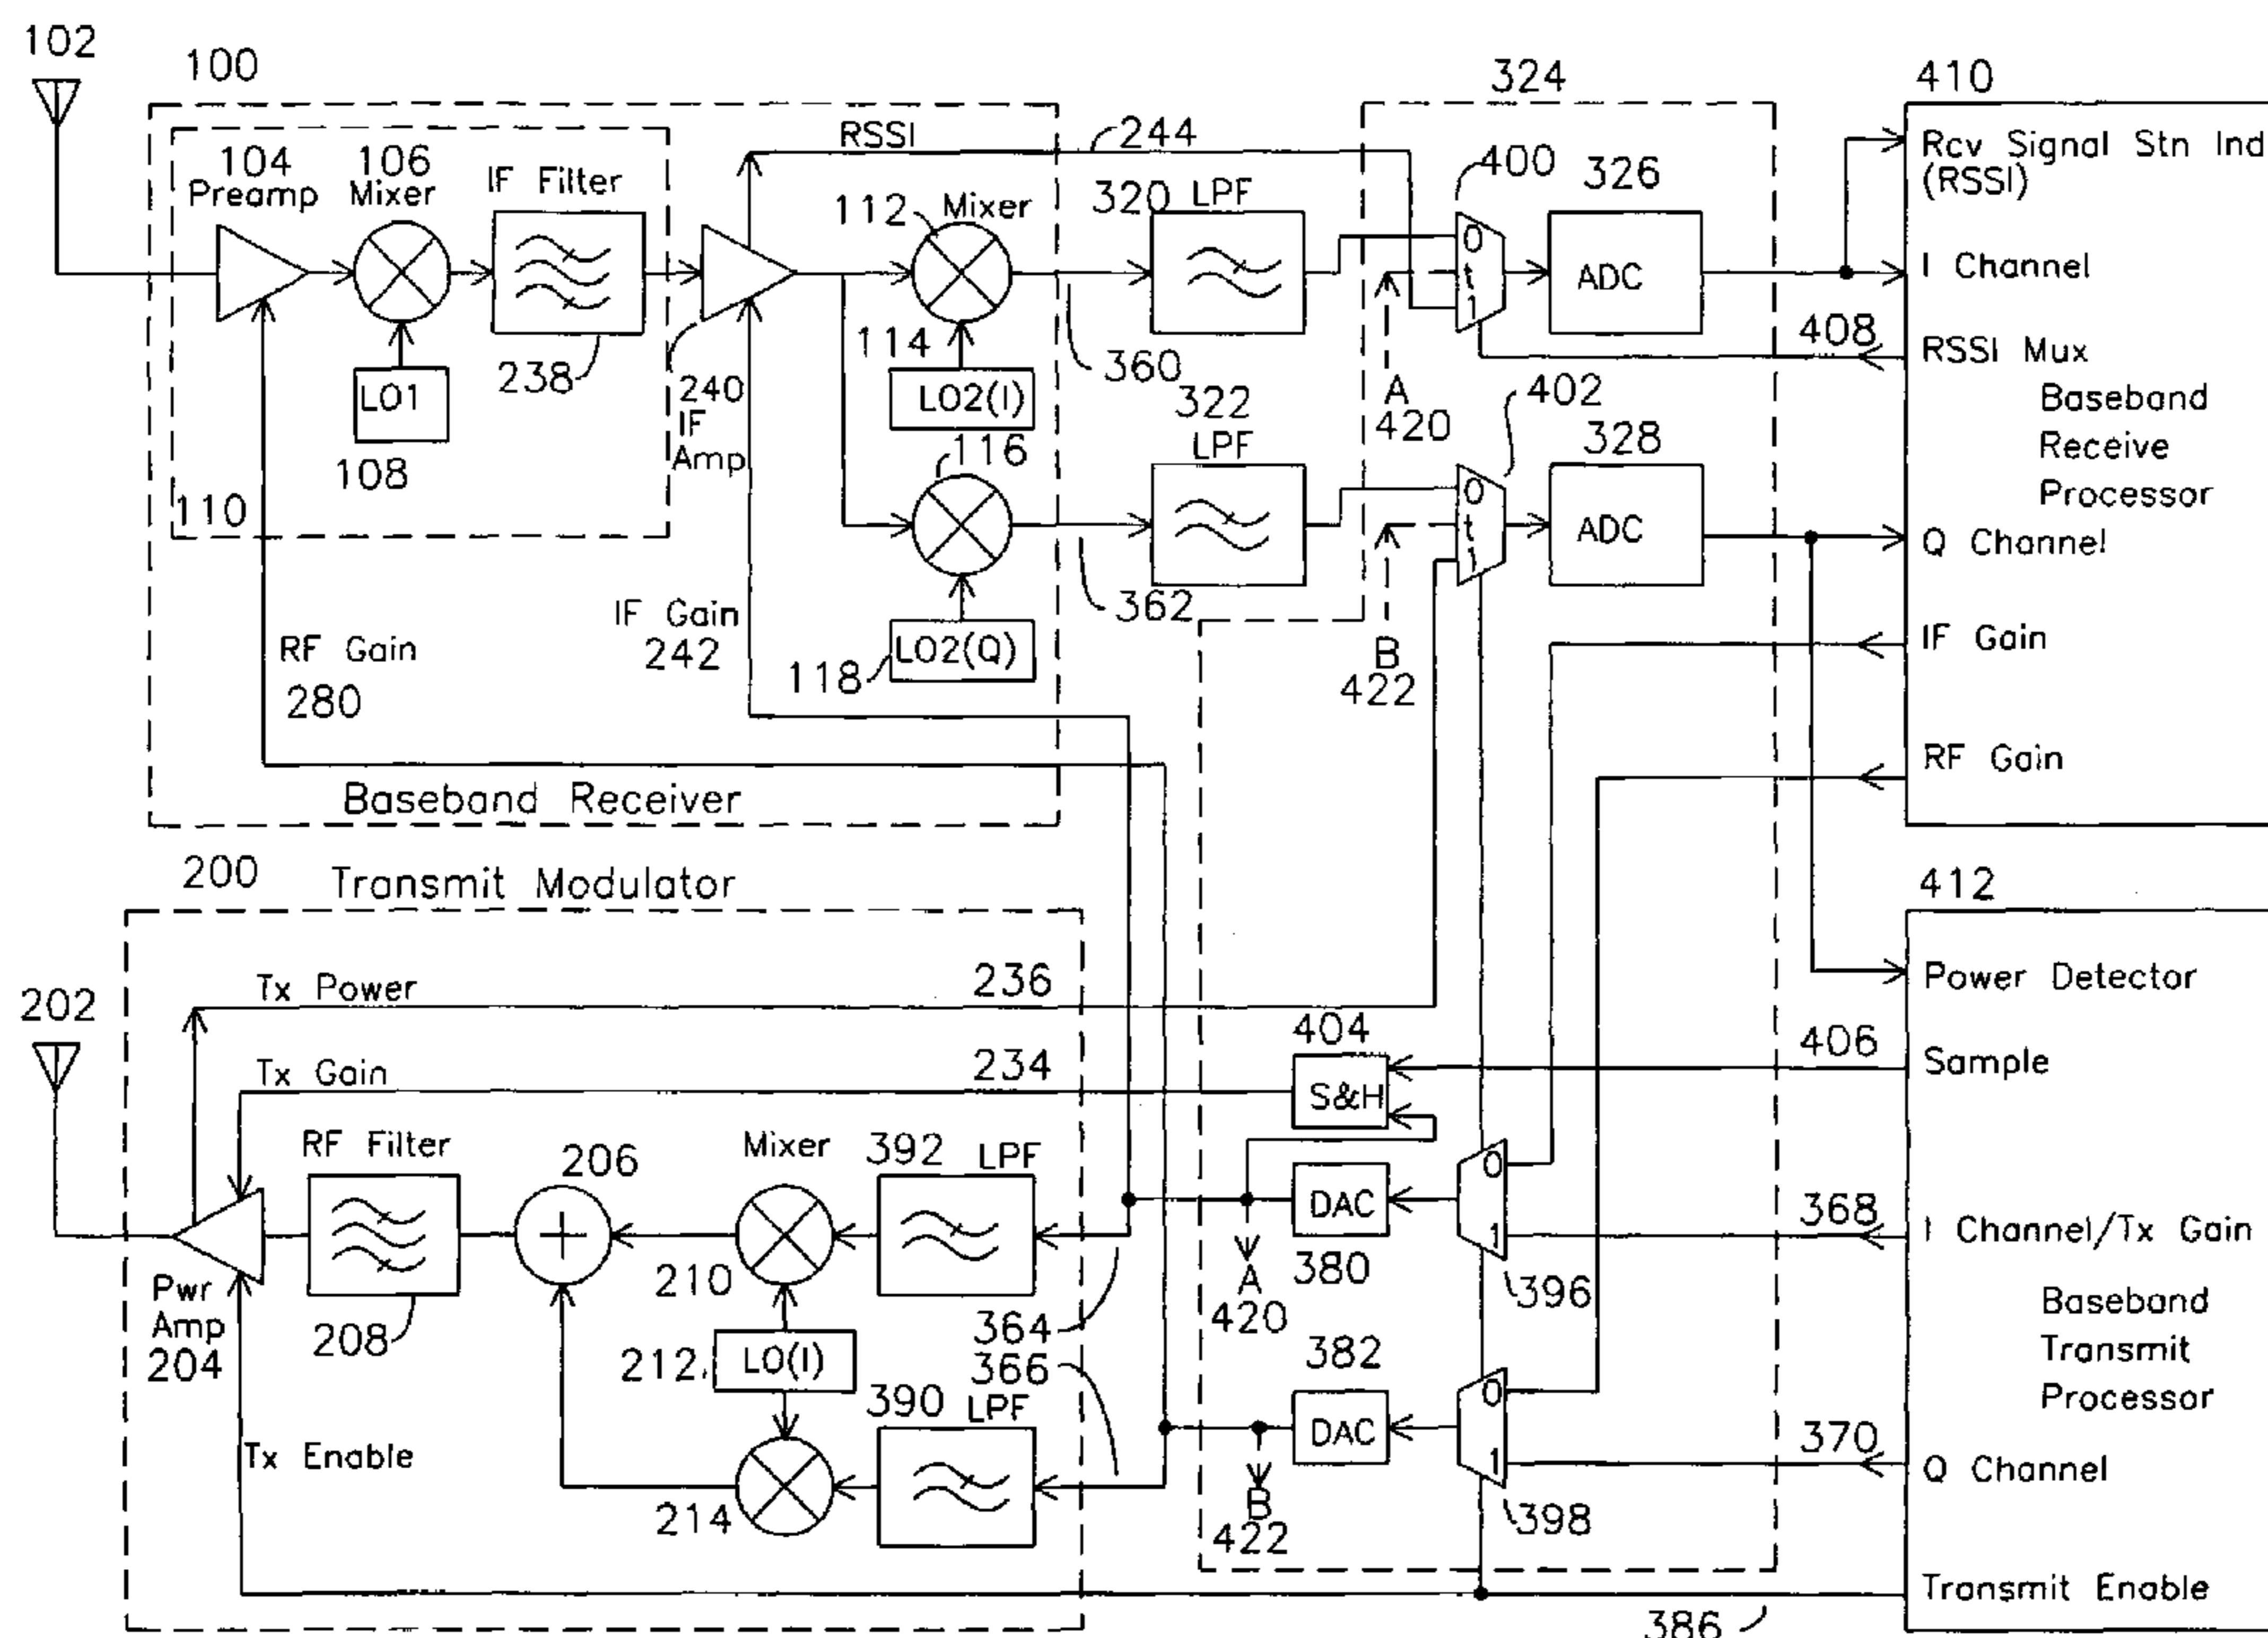 102
100
324
410
RSSI
244
Rcv Signal Stn Ind
(RSSI)
104
Preamp
106
Mixer
IF Filter
400
326
112
Mixer
320
LPF
0
t
1
ADC
I Channel
114
408
RSSI Mux
LO1
238
240
IF
Amp
LO2(I)
360
A
420
402
Baseband
Receive
Processor
322
LPF
328
108
116
110
0
t
1
ADC
Q Channel
IF Gain
242
362
IF Gain
RF Gain
280
118
LO2(Q)
B
422
RF Gain
Baseband Receiver
200
Transmit Modulator
412
Tx Power
236
Power Detector
202
404
406
Sample
Tx Gain
234
S&H
RF Filter
206
Mixer
392
LPF
0
DAC
368
I Channel/Tx Gain
1
210
A
420
380
396
Pwr
Amp
204
208
364
Baseband
Transmit
Processor
212
LO(I)
366
382
390
LPF
0
DAC
370
Tx Enable
1
Q Channel
214
B
422
398
Transmit Enable
386